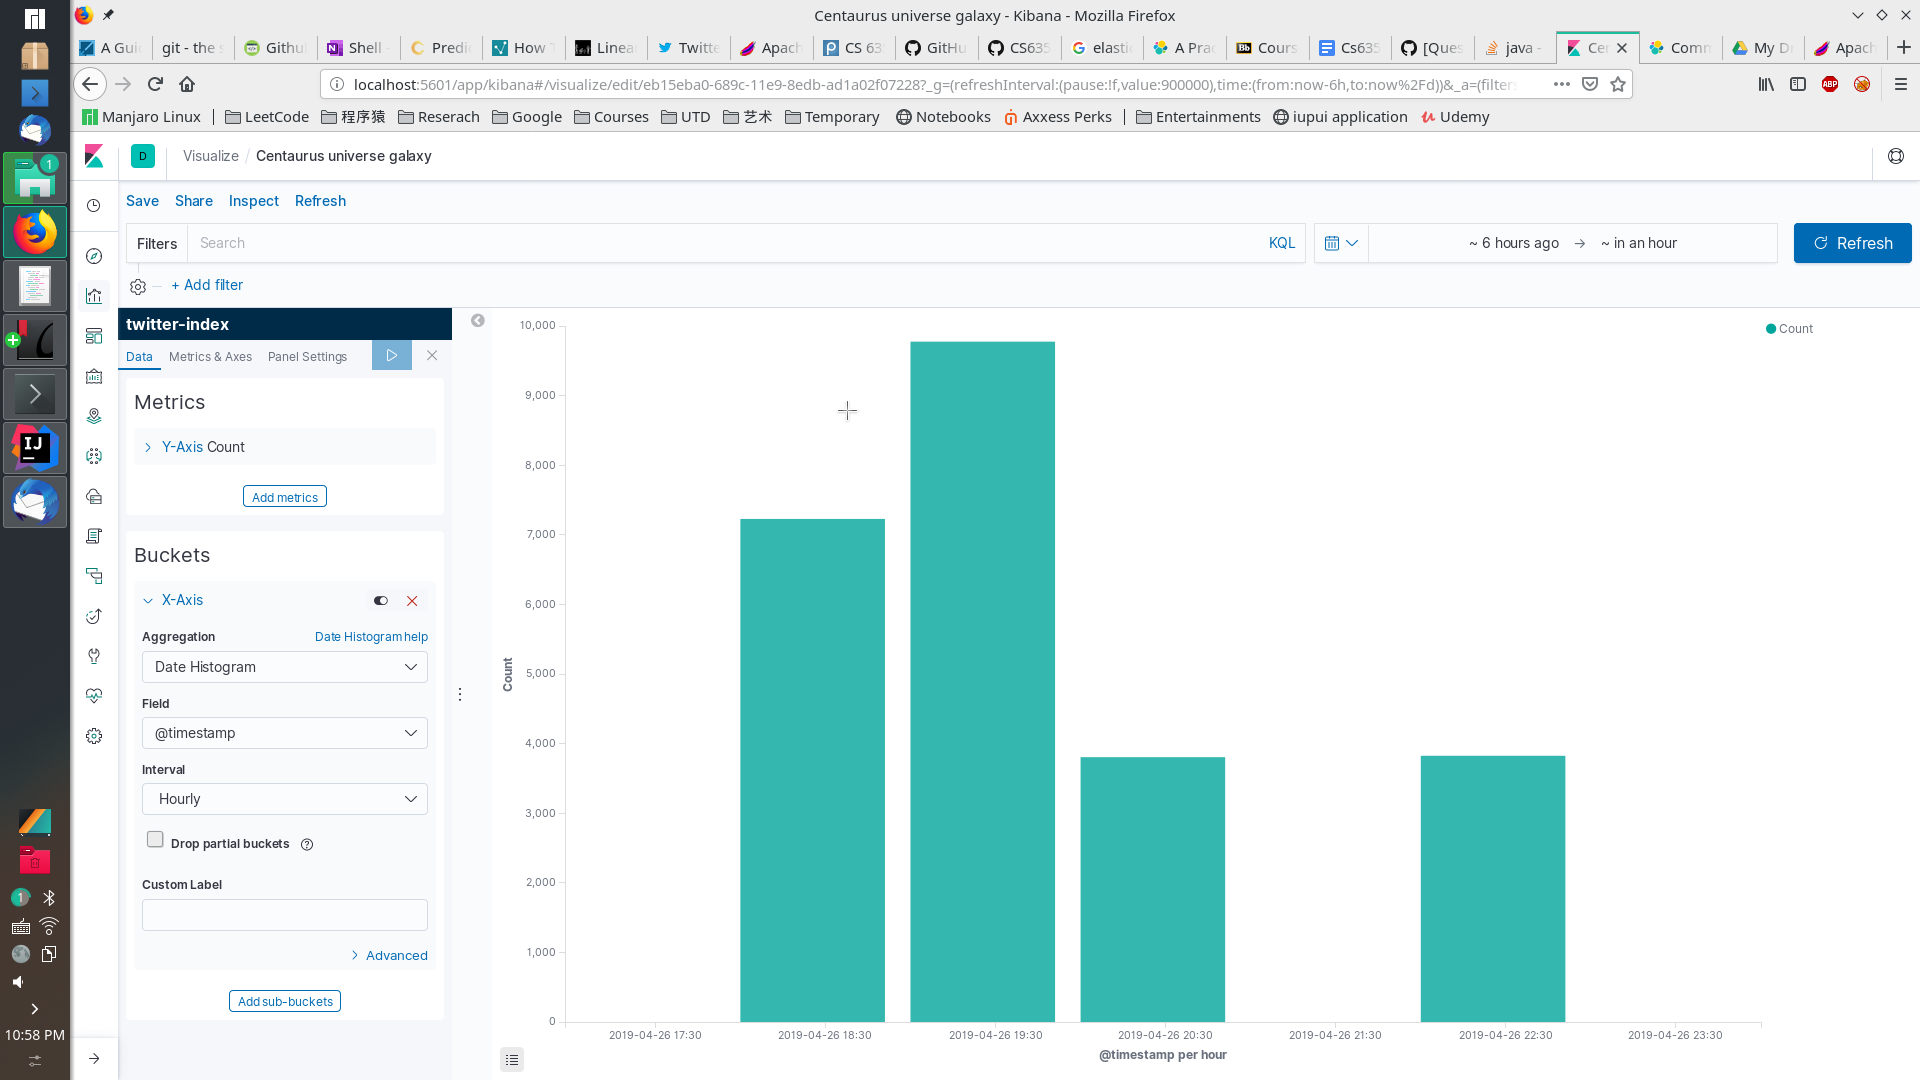 Centaurus universe galaxy - Kibana - Mozilla Firefox
A Gui git - the s Githu Shell - Predic How Linea Twitte Apach CS 63 GitHu CS635 elasti A Prac Cours Cs635 [Ques java - Cen Comm My Dr Apach
localhost:5601/app/kibana#/visualize/edit/eb15eba0-689c-11e9-8edb-ad1a02f07228?_g=(refreshInterval:(pause:!f,value:900000),time:(from:now-6h,to:now%2Fd))&_a=(filters
ABP
Manjaro Linux LeetCode 程序猿 Reserach Google Courses UTD 艺术 Temporary Notebooks Axxess Perks Entertainments iupui application Udemy
D Visualize / Centaurus universe galaxy
Save Share Inspect Refresh
Filters Search KQL ~ 6 hours ago → ~ in an hour Refresh
+ Add filter
twitter-index
Data Metrics & Axes Panel Settings
Metrics
Y-Axis Count
Add metrics
Buckets
X-Axis
Aggregation Date Histogram help
Date Histogram
Field
@timestamp
Interval
Hourly
Drop partial buckets
Custom Label
Advanced
Add sub-buckets
Count
10,000
9,000
8,000
7,000
6,000
5,000
4,000
3,000
2,000
1,000
0
Count
2019-04-26 17:30 2019-04-26 18:30 2019-04-26 19:30 2019-04-26 20:30 2019-04-26 21:30 2019-04-26 22:30 2019-04-26 23:30
@timestamp per hour
1
IJ
1
10:58 PM